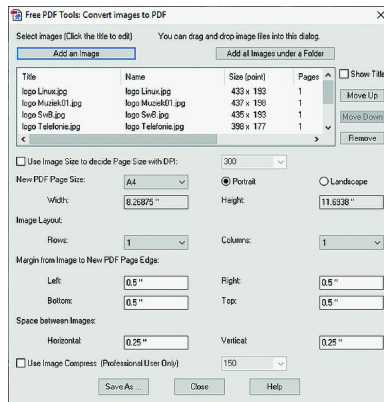 Free PDF Tools: Convert images to PDF
Select images (Click the title to edit) You can drag and drop image files into this dialog.
Add an Image Add all Images under a Folder
Title Name Size (point) Pages Show Title
logo Linux.jpg logo Linux.jpg 433 x 193 1
logo Muziek01.jpg logo Muziek01.jpg 437 x 198 1 Move Up
logo SwB.jpg logo SwB.jpg 435 x 193 1 Move Down
logo Telefonie.jpg logo Telefonie.jpg 398 x 177 1
Remove
Use Image Size to decide Page Size with DPI: 300
New PDF Page Size: A4 Portrait Landscape
Width: 8.26875 " Height: 11.6938 "
Image Layout:
Rows: 1 Columns: 1
Margin from Image to New PDF Page Edge:
Left: 0.5 " Right: 0.5 "
Bottom: 0.5 " Top: 0.5 "
Space between Images:
Horizontal: 0.25 " Vertical: 0.25 "
Use Image Compress (Professional User Only) 150
Save As ... Close Help